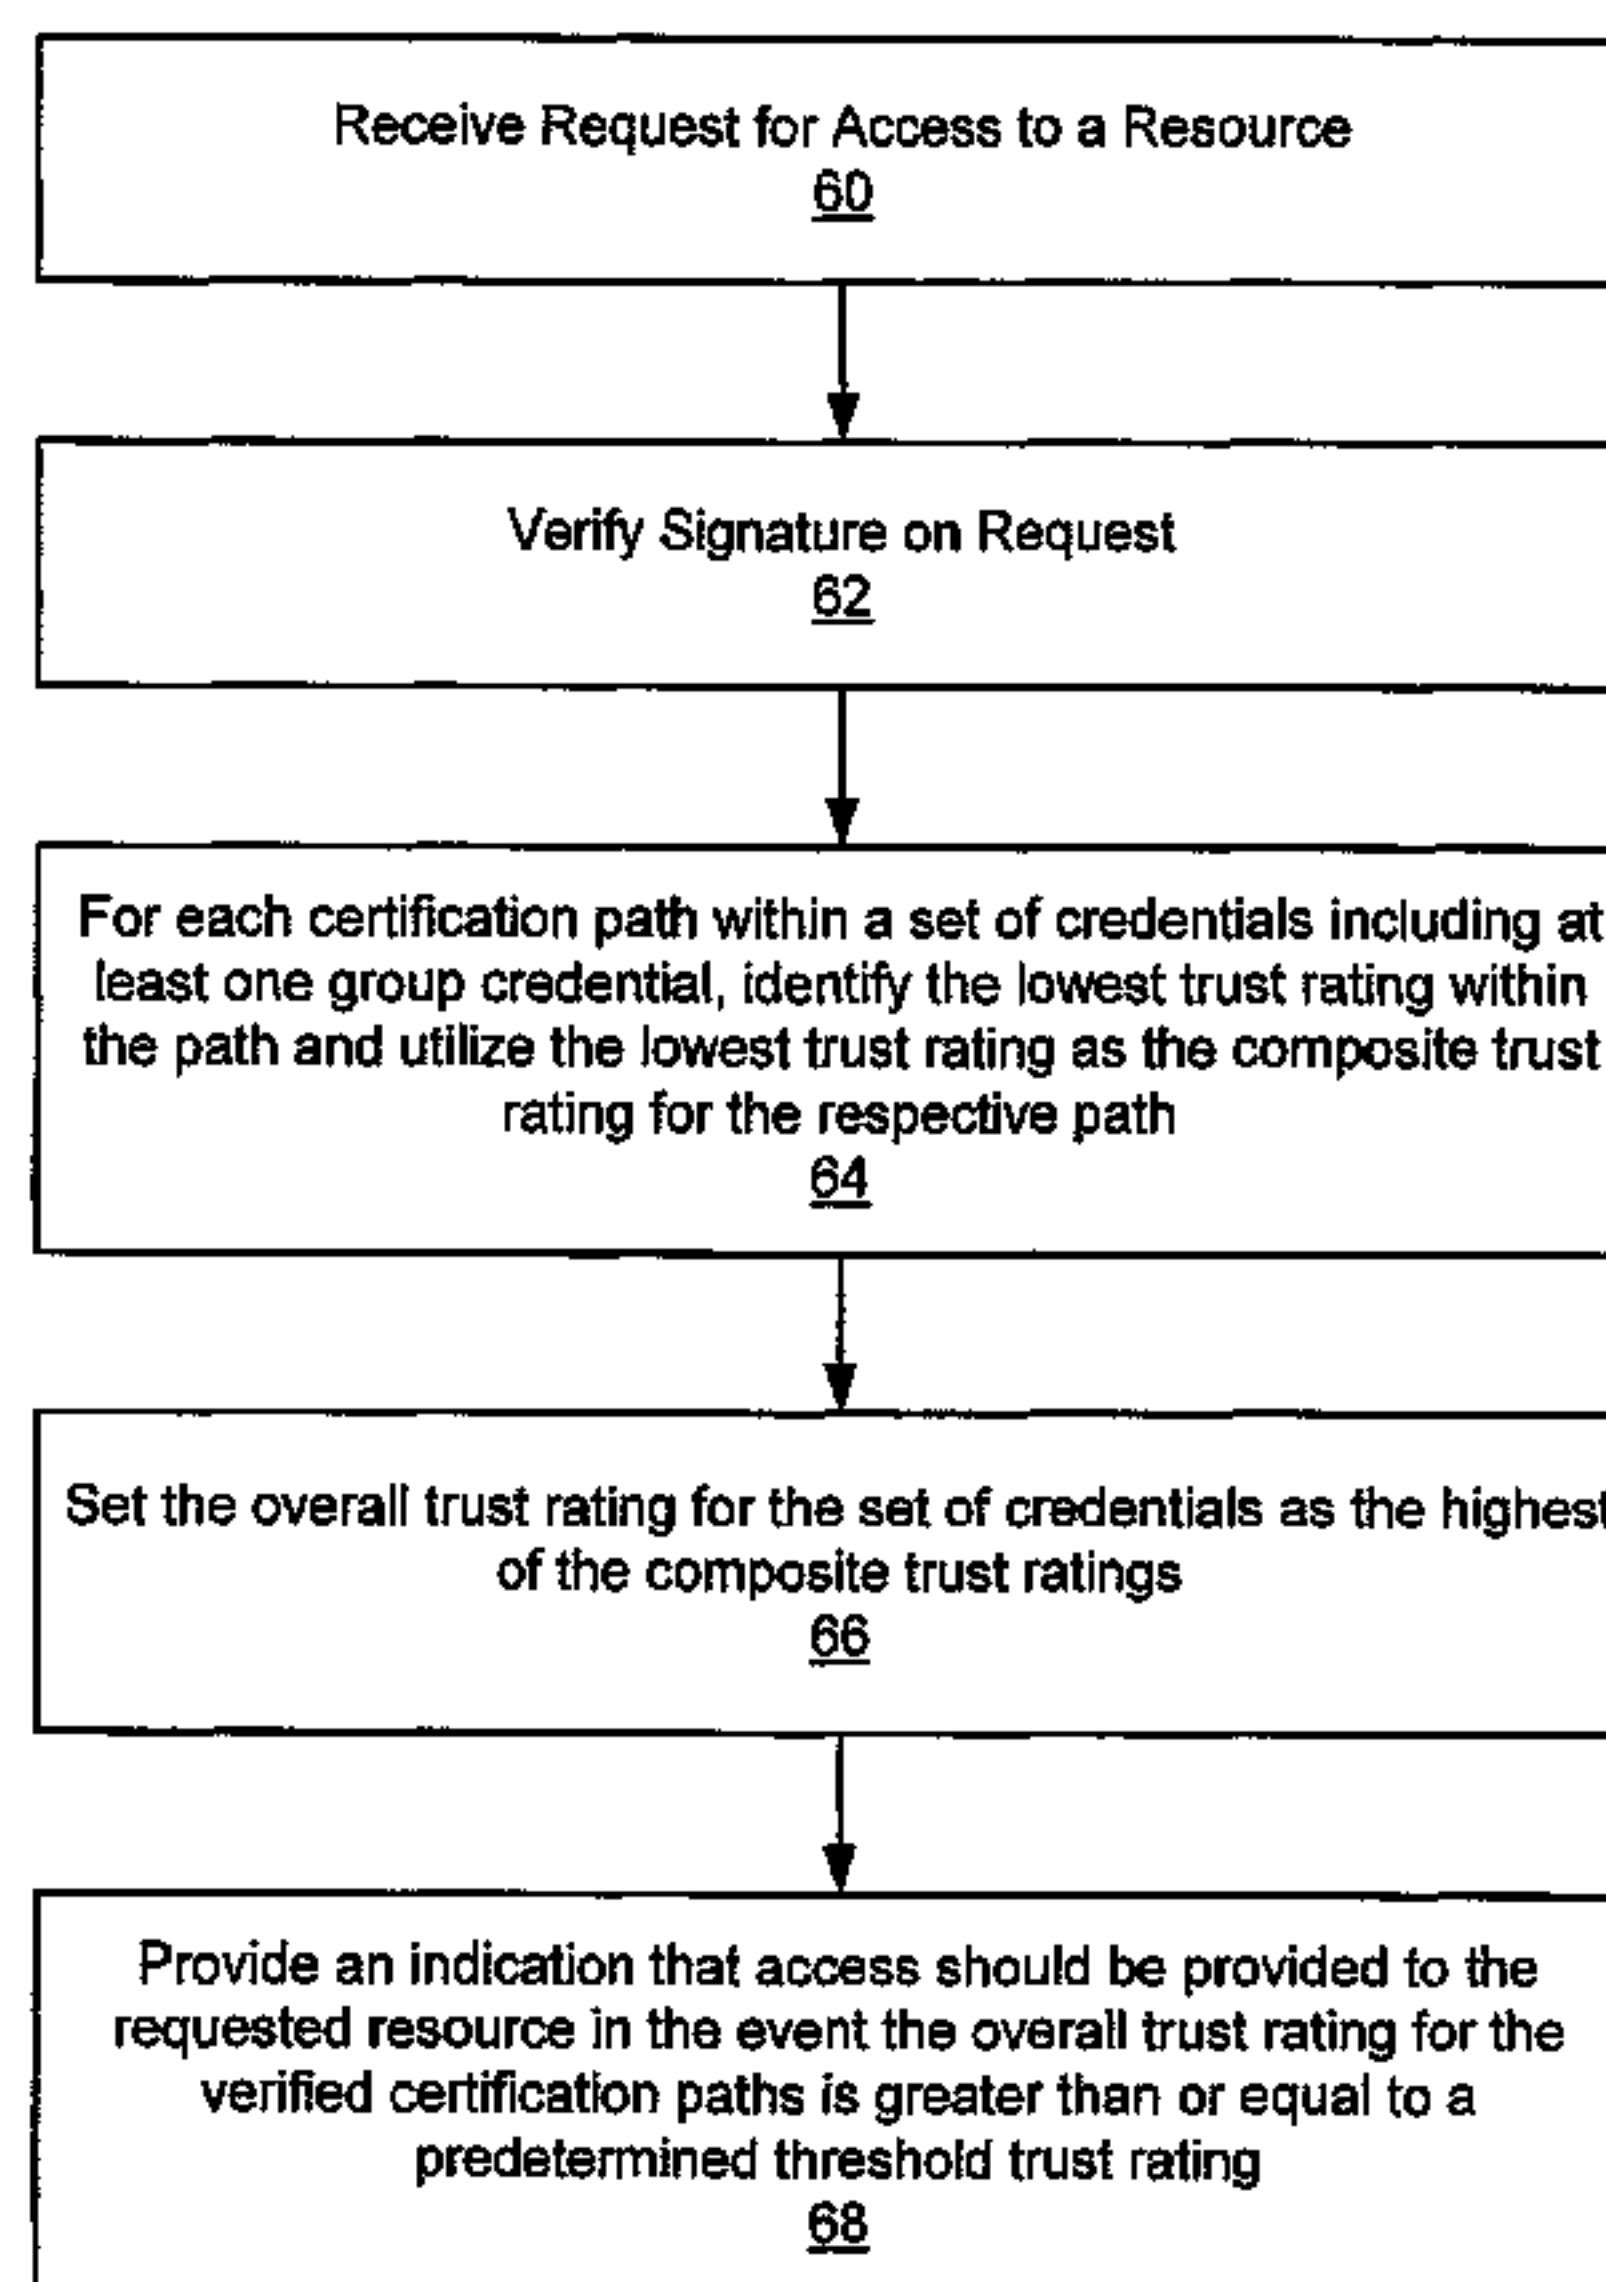 Receive Request for Access to a Resource
60
Verify Signature on Request
62
For each certification path within a set of credentials including at
least one group credential, identify the lowest trust rating within
the path and utilize the lowest trust rating as the composite trust
rating for the respective path
64
Set the overall trust rating for the set of credentials as the highest
of the composite trust ratings
66
Provide an indication that access should be provided to the
requested resource in the event the overall trust rating for the
verified certification paths is greater than or equal to a
predetermined threshold trust rating
68